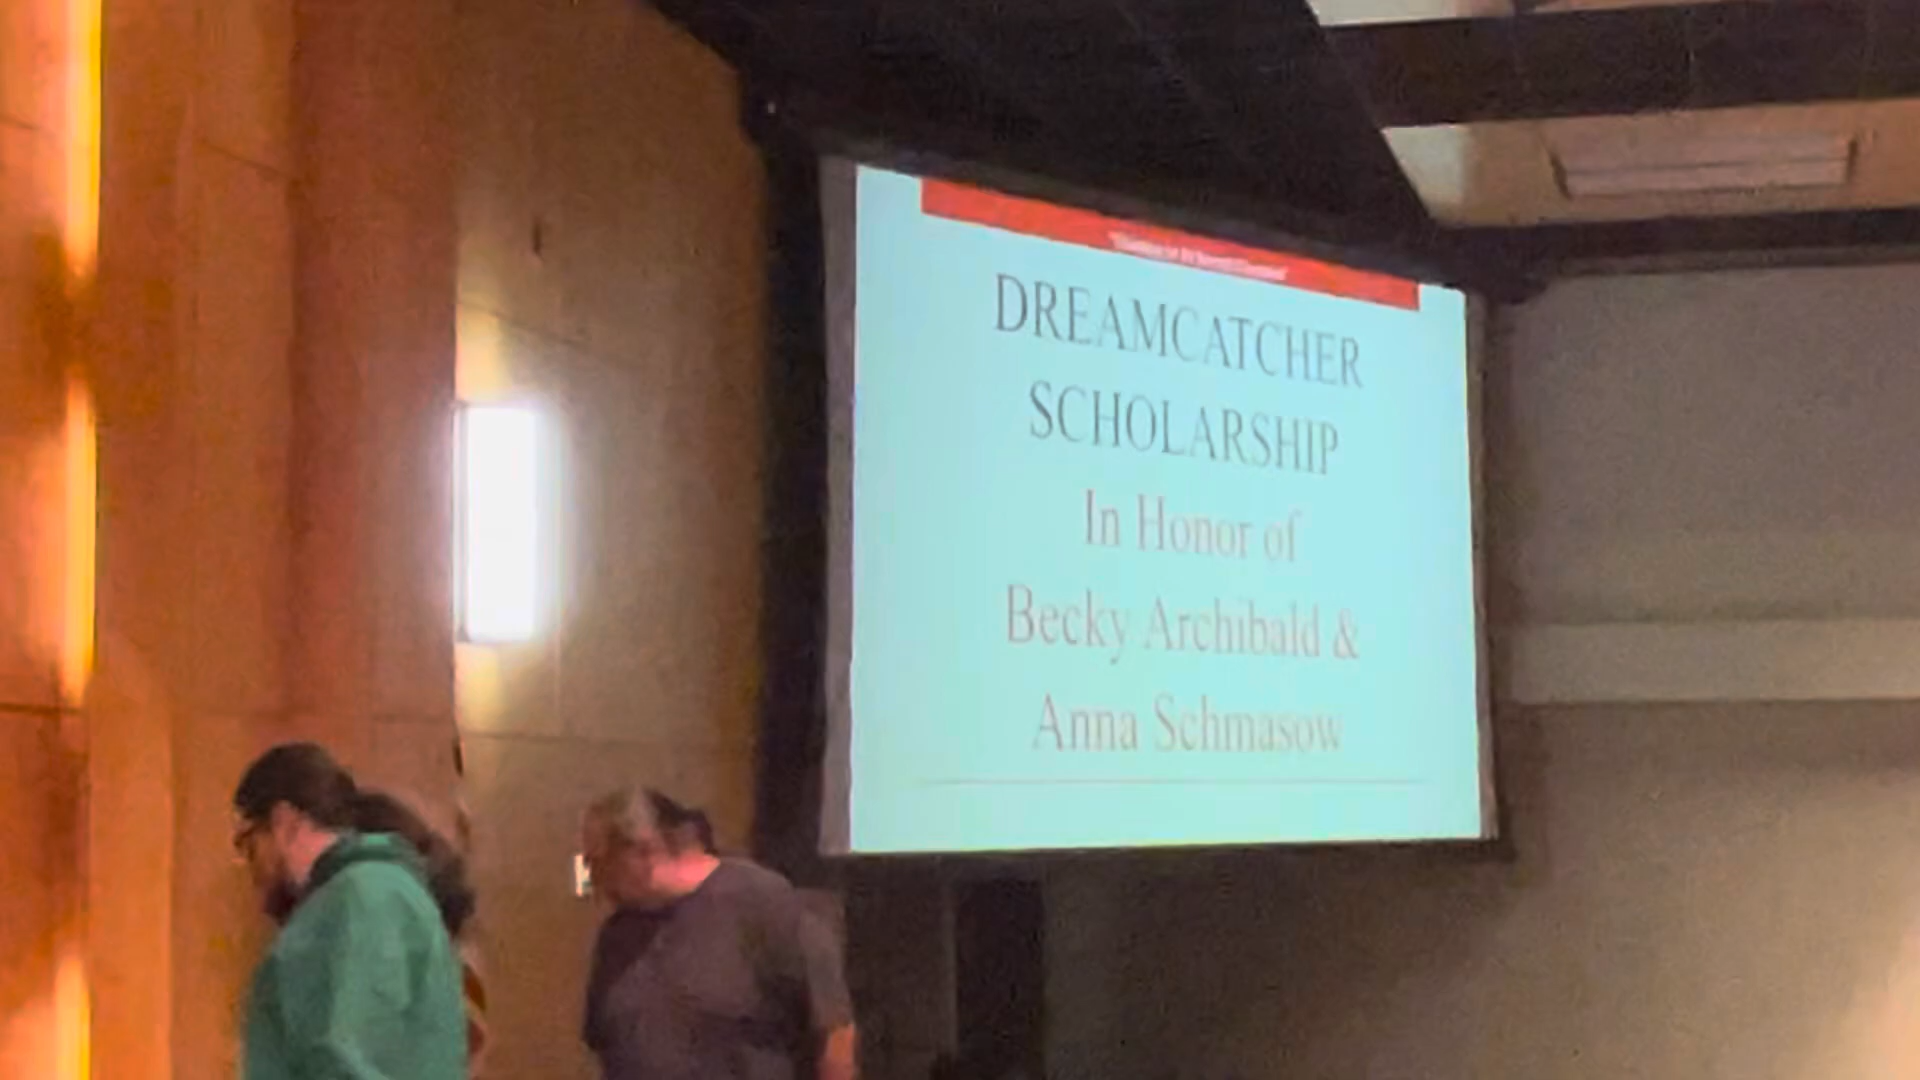 DREAMCATCHER
SCHOLARSHIP
In Honor of
Becky Archibald &
Anna Schmasow